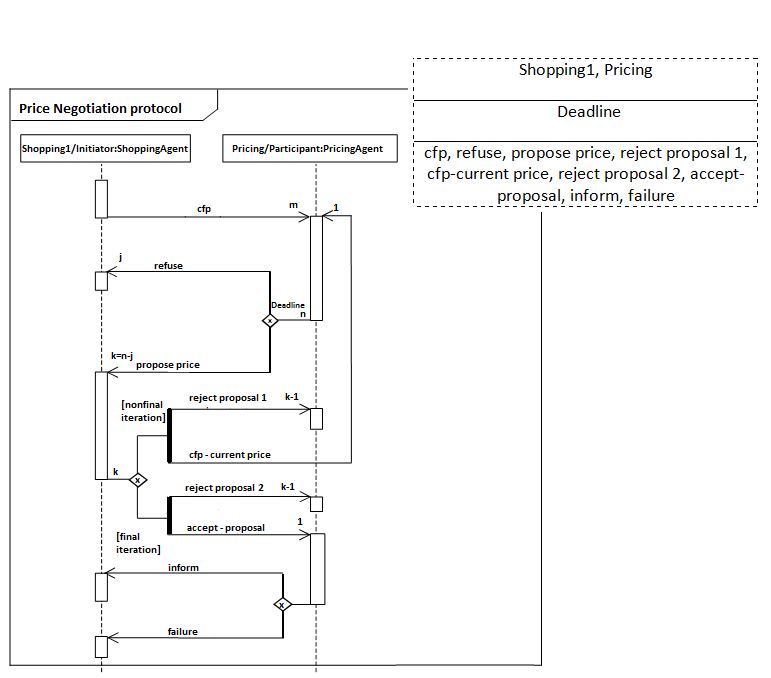 Shopping1, Pricing
Deadline
cfp, refuse, propose price, reject proposal 1,
cfp-current price, reject proposal 2, accept-
proposal, inform, failure
Price Negotiation protocol
Shopping1/Initiator:ShoppingAgent
Pricing/Participant:PricingAgent
cfp
m
1
j
refuse
Deadline
n
x
k=n-j
propose price
reject proposal 1
k-1
[nonfinal
iteration]
cfp - current price
k
x
reject proposal 2
k-1
accept - proposal
1
[final
iteration]
inform
x
failure